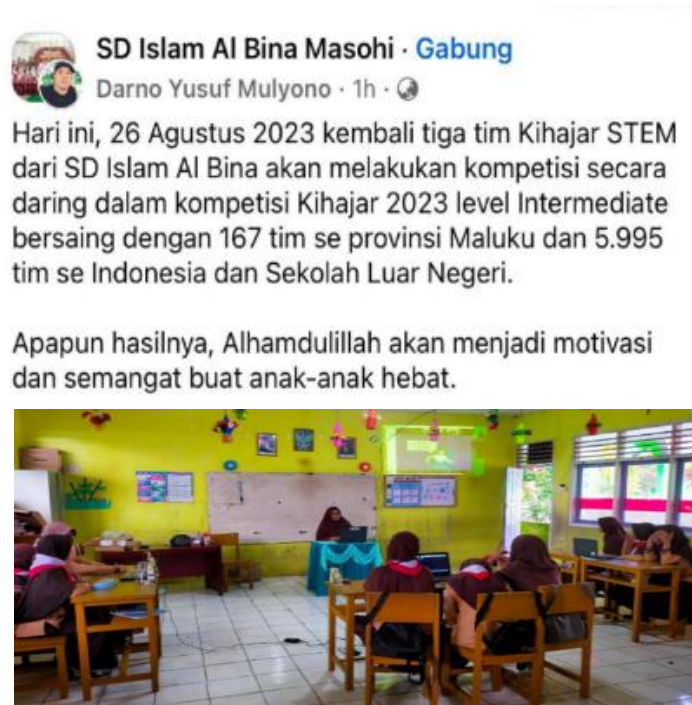 SD Islam Al Bina Masohi · Gabung
Darno Yusuf Mulyono · 1h ·
Hari ini, 26 Agustus 2023 kembali tiga tim Kihajar STEM
dari SD Islam Al Bina akan melakukan kompetisi secara
daring dalam kompetisi Kihajar 2023 level Intermediate
bersaing dengan 167 tim se provinsi Maluku dan 5.995
tim se Indonesia dan Sekolah Luar Negeri.
Apapun hasilnya, Alhamdulillah akan menjadi motivasi
dan semangat buat anak-anak hebat.